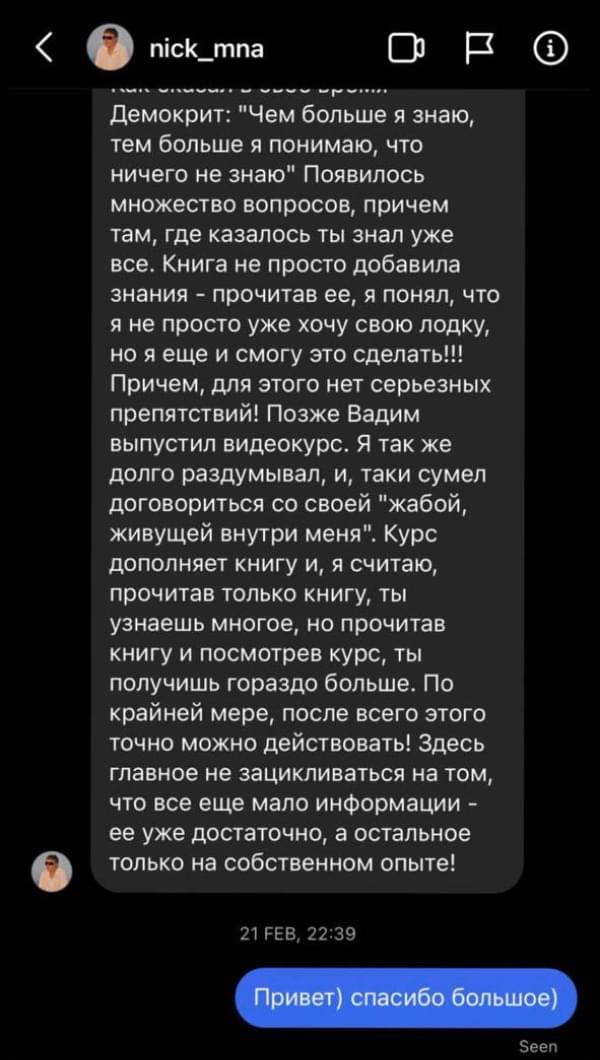 nick_mna
Демокрит: "Чем больше я знаю,
тем больше я понимаю, что
ничего не знаю" Появилось
множество вопросов, причем
там, где казалось ты знал уже
все. Книга не просто добавила
знания - прочитав ее, я понял, что
я не просто уже хочу свою лодку,
но я еще и смогу это сделать!!!
Причем, для этого нет серьезных
препятствий! Позже Вадим
выпустил видеокурс. Я так же
долго раздумывал, и, таки сумел
договориться со своей "жабой,
живущей внутри меня". Курс
дополняет книгу и, я считаю,
прочитав только книгу, ты
узнаешь многое, но прочитав
книгу и посмотрев курс, ты
получишь гораздо больше. По
крайней мере, после всего этого
точно можно действовать! Здесь
главное не зацикливаться на том,
что все еще мало информации -
ее уже достаточно, а остальное
только на собственном опыте!
21 FEB, 22:39
Привет) спасибо большое)
Seen